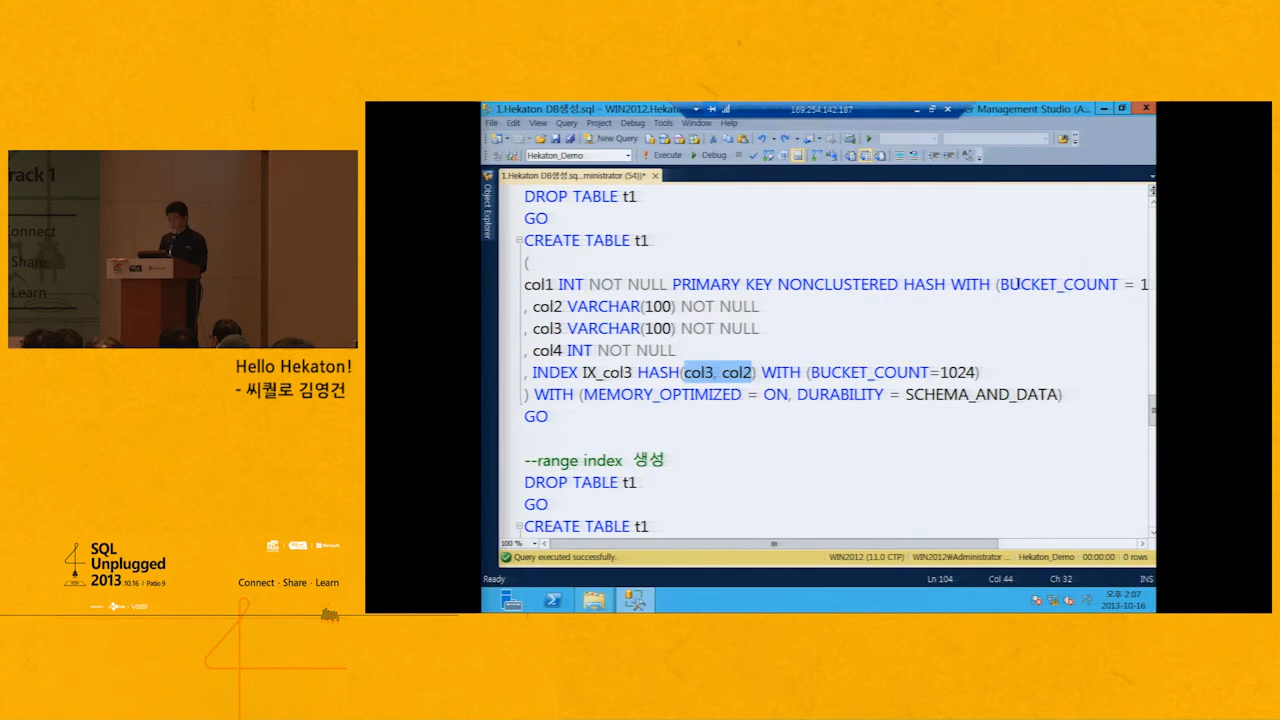 rack 1
onnect
Share
Learn
Hello Hekaton!
- 씨퀄로 김영건
SQL
Unplugged
2013.10.16 | Patio 9
Microsoft
Connect · Share · Learn
1.Hekaton DB생성.sql - WIN2012.Hekat
169.254.142.187
er Management Studio (A...
File Edit View Query Project Debug Tools Window Help
New Query
Hekaton_Demo
Execute
Debug
1.Hekaton DB생성.sq...ministrator (54))*
Object Explorer
DROP TABLE t1
GO
CREATE TABLE t1
(
col1 INT NOT NULL PRIMARY KEY NONCLUSTERED HASH WITH (BUCKET_COUNT = 1
, col2 VARCHAR(100) NOT NULL
, col3 VARCHAR(100) NOT NULL
, col4 INT NOT NULL
, INDEX IX_col3 HASH(col3, col2) WITH (BUCKET_COUNT=1024)
) WITH (MEMORY_OPTIMIZED = ON, DURABILITY = SCHEMA_AND_DATA)
GO
--range index 생성
DROP TABLE t1
GO
CREATE TABLE t1
100 %
Query executed successfully.
WIN2012 (11.0 CTP)
WIN2012₩Administrator ...
Hekaton_Demo
00:00:00
0 rows
Ready
Ln 104
Col 44
Ch 32
INS
오후 2:07
2013-10-16